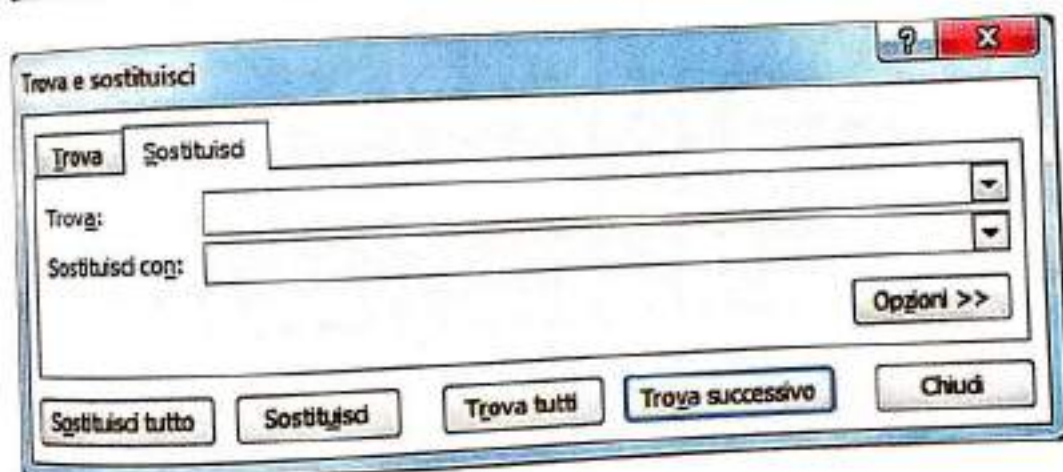 Trova e sostituisci
Trova Sostituisci
Trova:
Sostituisci con:
Opzioni >>
Sostituisci tutto Sostituisci Trova tutti Trova successivo Chiudi